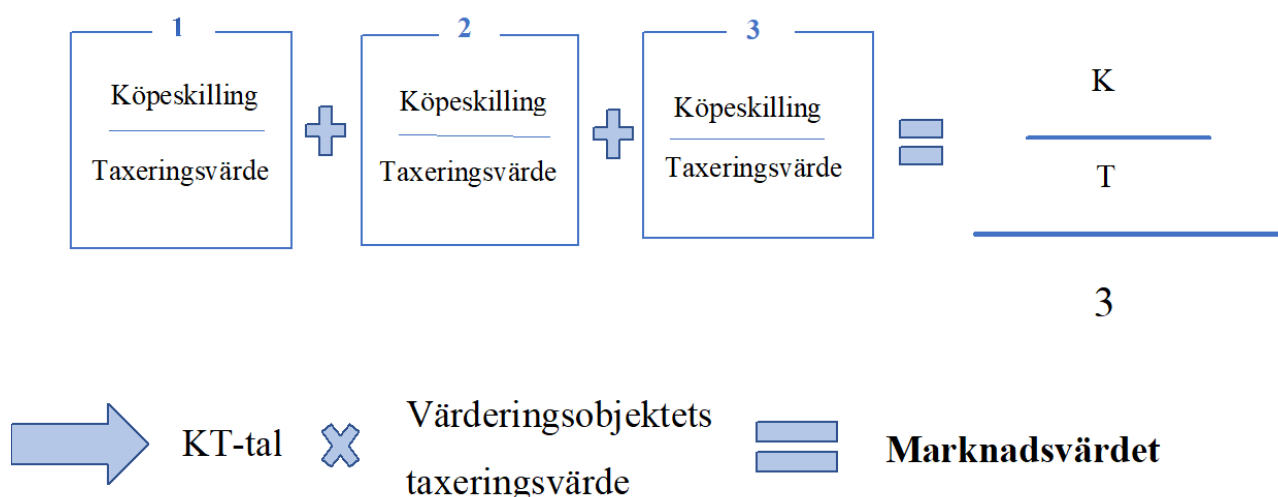 1
Köpeskilling
Taxeringsvärde
2
Köpeskilling
Taxeringsvärde
3
Köpeskilling
Taxeringsvärde
K
T
3
KT-tal
Värderingsobjektets
taxeringsvärde
Marknadsvärdet